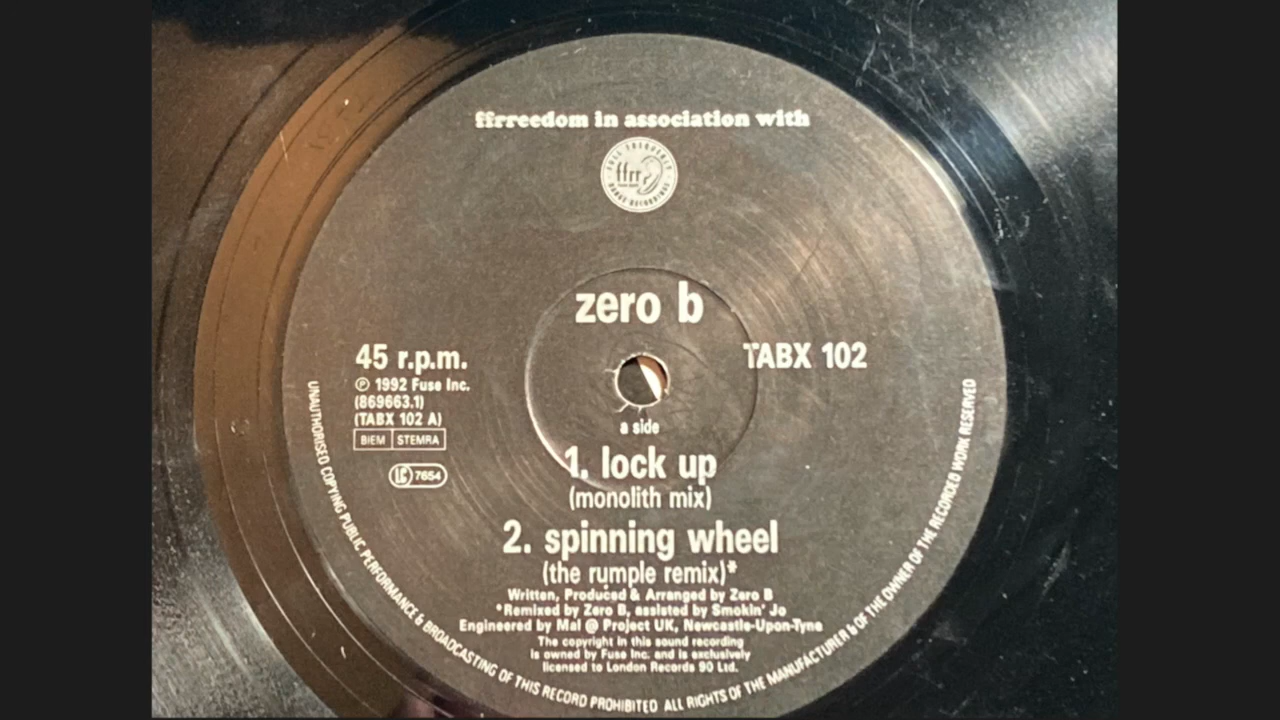 ffrreedom in association with
FULL FREQUENCY
ffrr
RANGE RECORDINGS
zero b
45 r.p.m.
℗ 1992 Fuse Inc.
(869663.1)
(TABX 102 A)
BIEM STEMRA
LC 7654
TABX 102
a side
1. lock up
(monolith mix)
2. spinning wheel
(the rumple remix)*
Written, Produced & Arranged by Zero B
*Remixed by Zero B, assisted by Smokin' Jo
Engineered by Mal @ Project UK, Newcastle-Upon-Tyne
The copyright in this sound recording
is owned by Fuse Inc. and is exclusively
licensed to London Records 90 Ltd.
UNAUTHORISED COPYING PUBLIC PERFORMANCE & BROADCASTING OF THIS RECORD PROHIBITED ALL RIGHTS OF THE MANUFACTURER & OF THE OWNER OF THE RECORDED WORK RESERVED